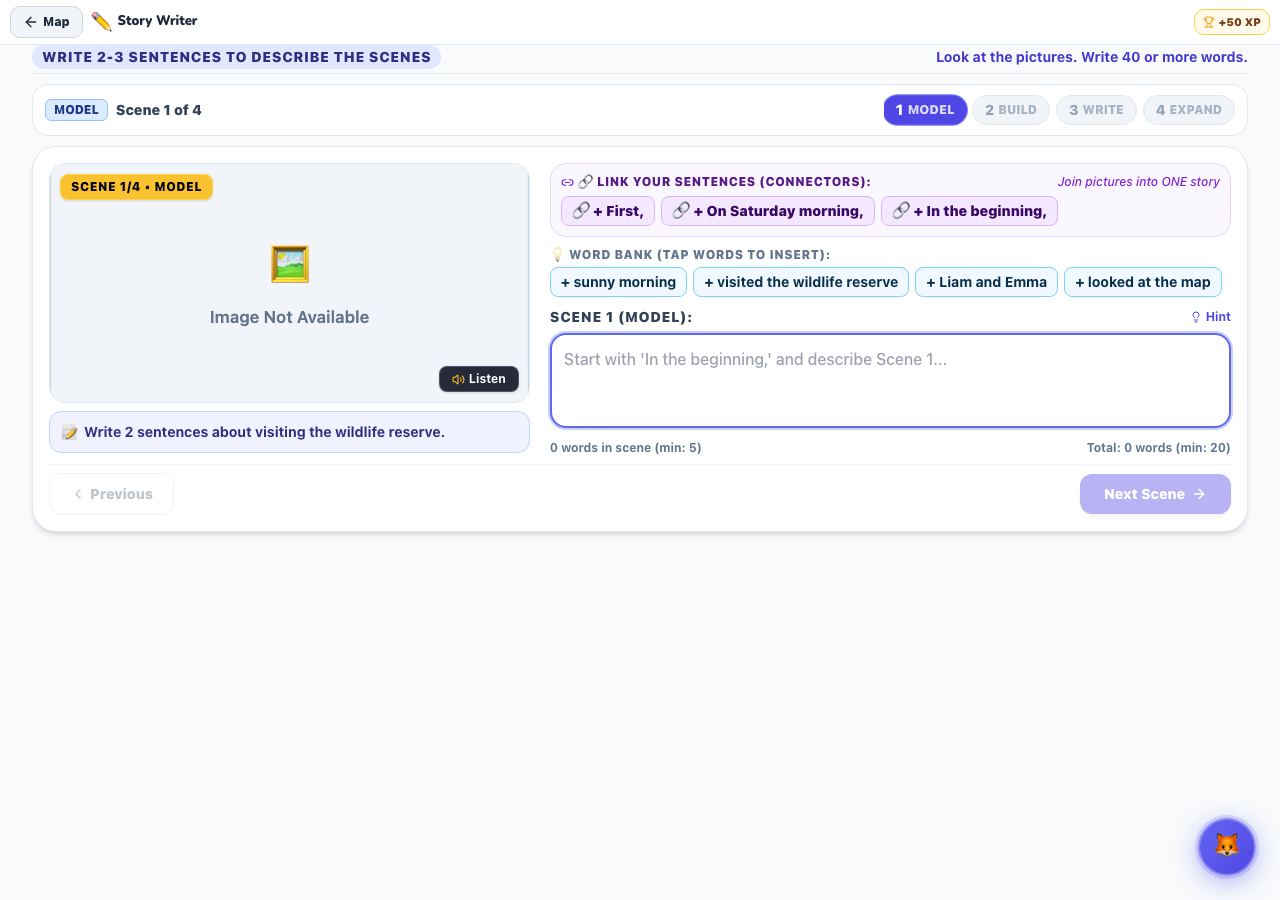 ← Map ✏️ Story Writer
🏆 +50 XP
WRITE 2-3 SENTENCES TO DESCRIBE THE SCENES
Look at the pictures. Write 40 or more words.
MODEL Scene 1 of 4
1 MODEL 2 BUILD 3 WRITE 4 EXPAND
SCENE 1/4 • MODEL
Image Not Available
Listen
📝 Write 2 sentences about visiting the wildlife reserve.
🔗 LINK YOUR SENTENCES (CONNECTORS):
Join pictures into ONE story
🔗 + First, 🔗 + On Saturday morning, 🔗 + In the beginning,
💡 WORD BANK (TAP WORDS TO INSERT):
+ sunny morning + visited the wildlife reserve + Liam and Emma + looked at the map
SCENE 1 (MODEL):
Hint
Start with 'In the beginning,' and describe Scene 1...
0 words in scene (min: 5)
Total: 0 words (min: 20)
Previous
Next Scene →